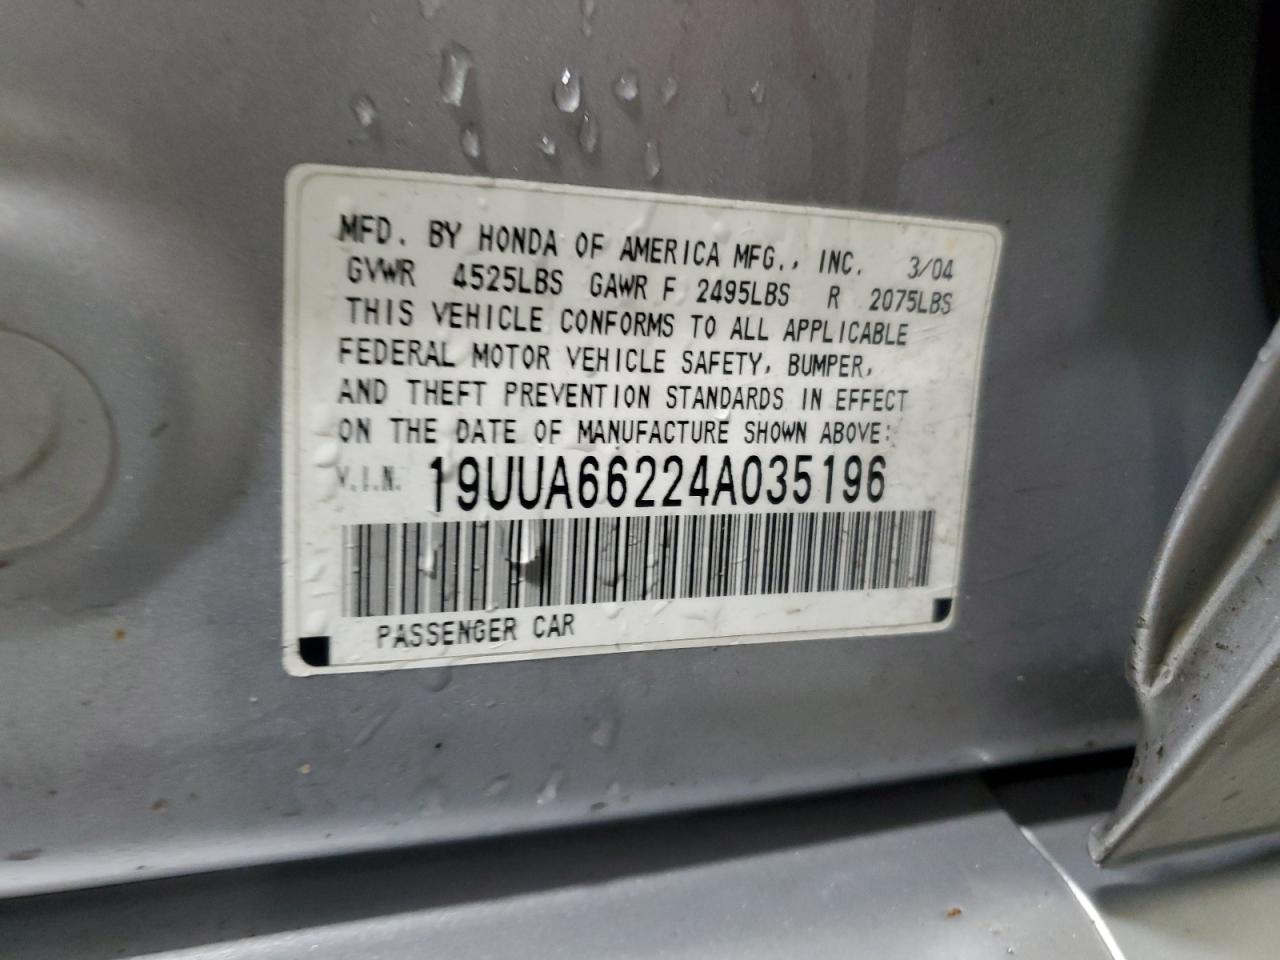 MFD. BY HONDA OF AMERICA MFG., INC. 3/04
GVWR 4525LBS GAWR F 2495LBS R 2075LBS
THIS VEHICLE CONFORMS TO ALL APPLICABLE
FEDERAL MOTOR VEHICLE SAFETY, BUMPER,
AND THEFT PREVENTION STANDARDS IN EFFECT
ON THE DATE OF MANUFACTURE SHOWN ABOVE:
V.I.N. 19UUA66224A035196
PASSENGER CAR